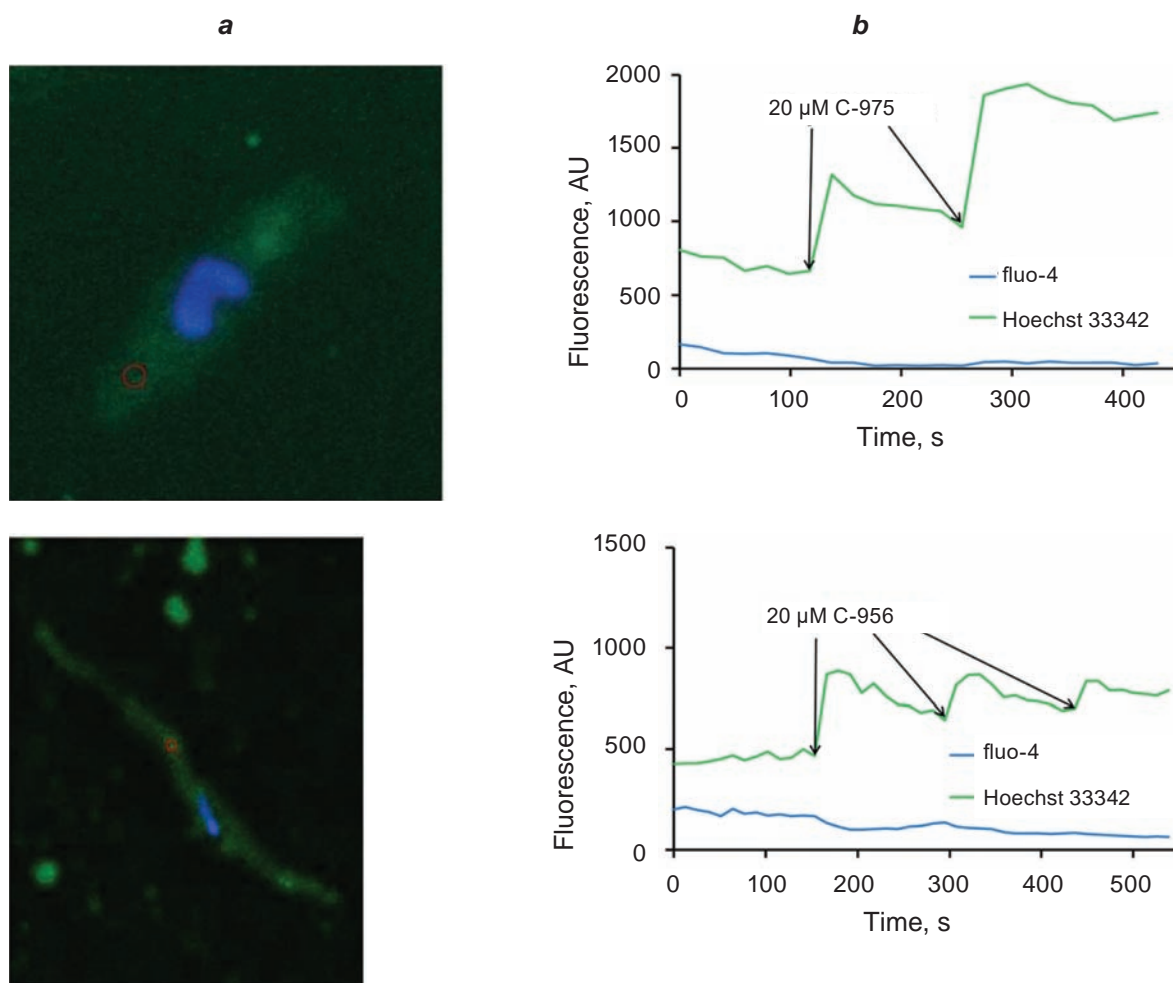 a
b
2000
1500
1000
500
0
Fluorescence, AU
20 µM C-975
fluo-4
Hoechst 33342
0 100 200 300 400
Time, s
1500
1000
500
0
Fluorescence, AU
20 µM C-956
fluo-4
Hoechst 33342
0 100 200 300 400 500
Time, s